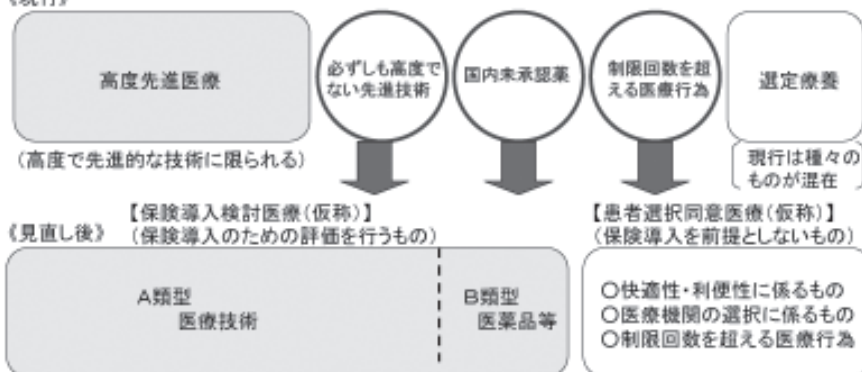 《現行》
高度先進医療
必ずしも高度で
ない先進技術
国内未承認薬
制限回数を超
える医療行為
選定療養
(高度で先進的な技術に限られる)
現行は種々の
ものが混在
《見直し後》
【保険導入検討医療(仮称)】
(保険導入のための評価を行うもの)
【患者選択同意医療(仮称)】
(保険導入を前提としないもの)
A類型
医療技術
B類型
医薬品等
○快適性・利便性に係るもの
○医療機関の選択に係るもの
○制限回数を超える医療行為